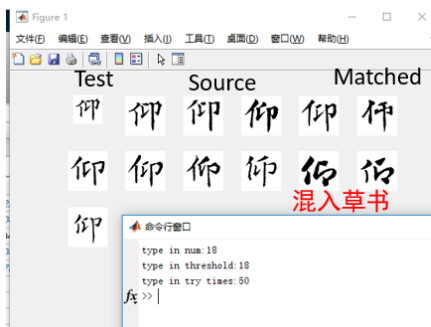 Figure 1
文件(F) 编辑(E) 查看(V) 插入(I) 工具(T) 桌面(D) 窗口(W) 帮助(H)
Test Source Matched
仰 仰 仰 仰 仰 仰
仰 仰 仰 仰 仰 仰
混入草书
仰
命令行窗口
type in num:18
type in threshold:18
type in try times:50
fx >>